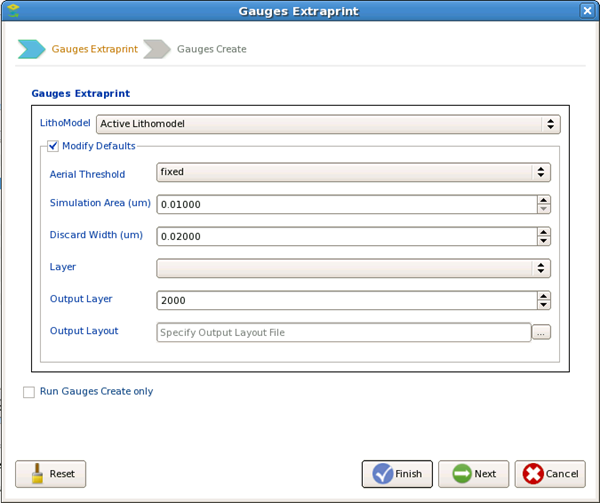 Gauges Extraprint
Gauges Extraprint Gauges Create
Gauges Extraprint
LithoModel Active Lithomodel
Modify Defaults
Aerial Threshold fixed
Simulation Area (um) 0.01000
Discard Width (um) 0.02000
Layer
Output Layer 2000
Output Layout Specify Output Layout File ...
Run Gauges Create only
Reset Finish Next Cancel